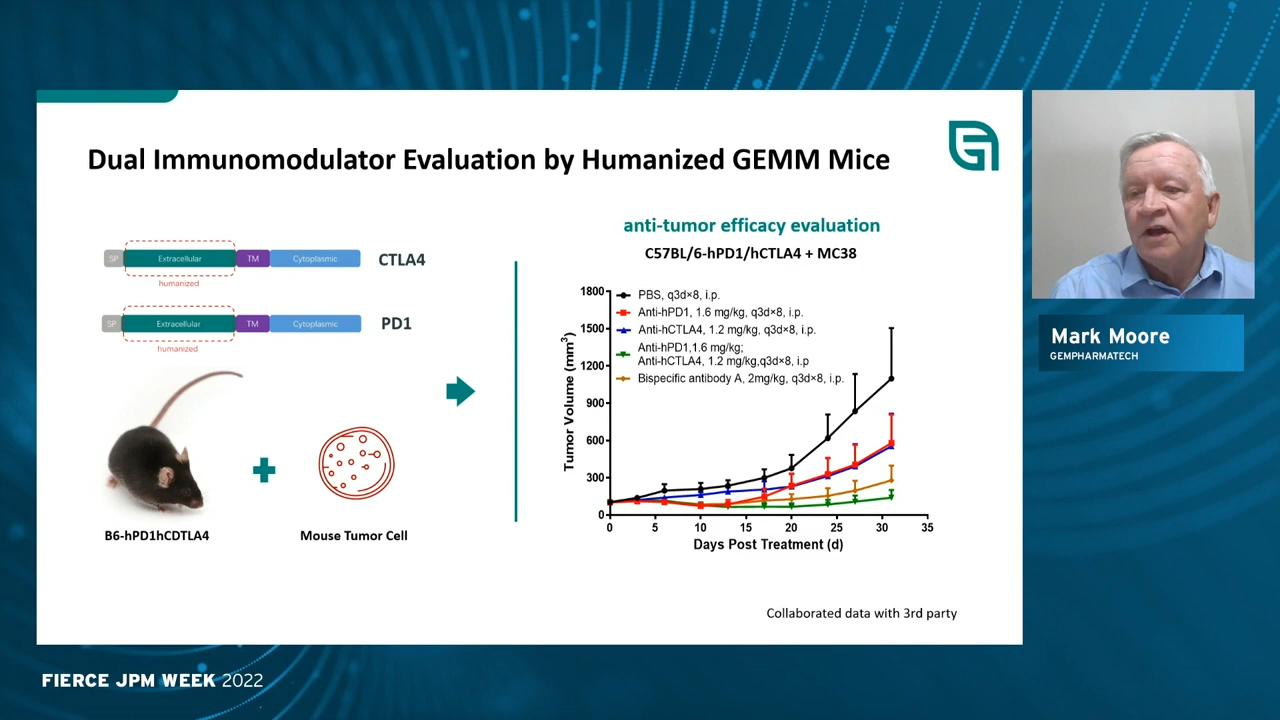 Dual Immunomodulator Evaluation by Humanized GEMM Mice
SP Extracellular TM Cytoplasmic CTLA4
humanized
SP Extracellular TM Cytoplasmic PD1
humanized
B6-hPD1hCDTLA4
Mouse Tumor Cell
anti-tumor efficacy evaluation
C57BL/6-hPD1/hCTLA4 + MC38
Tumor Volume (mm³)
1800
1500
1200
900
600
300
0
PBS, q3d×8, i.p.
Anti-hPD1, 1.6 mg/kg, q3d×8, i.p.
Anti-hCTLA4, 1.2 mg/kg, q3d×8, i.p.
Anti-hPD1,1.6 mg/kg;
Anti-hCTLA4, 1.2 mg/kg,q3d×8, i.p
Bispecific antibody A, 2mg/kg, q3d×8, i.p.
0 5 10 15 20 25 30 35
Days Post Treatment (d)
Collaborated data with 3rd party
Mark Moore
GEMPHARMATECH
FIERCE JPM WEEK 2022